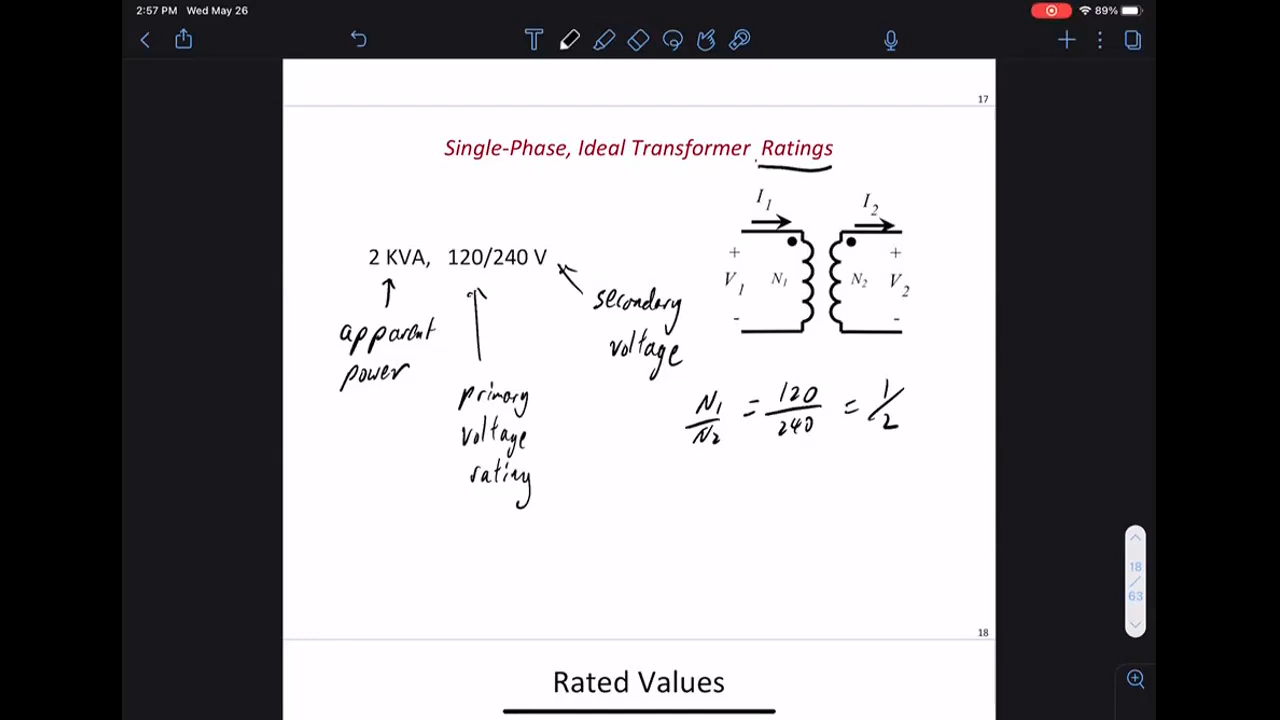 2:57 PM Wed May 26
89%
17
Single-Phase, Ideal Transformer Ratings
I1 I2
2 KVA, 120/240 V
+ +
V1 N1 N2 V2
- -
apparent
power
secondary
voltage
primary
voltage
rating
N1/N2 = 120/240 = 1/2
18
/
63
18
Rated Values